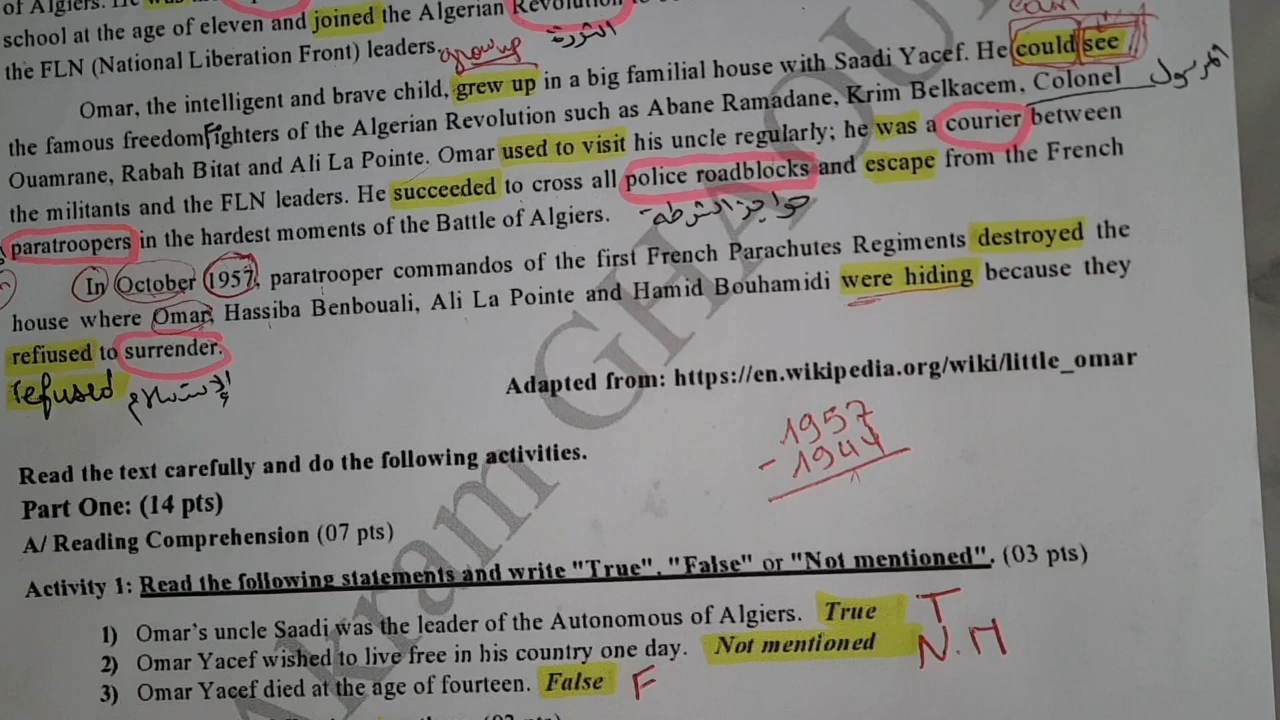 of Algiers. He
school at the age of eleven and joined the Algerian Revolution
the FLN (National Liberation Front) leaders.
grow up الثورة
Omar, the intelligent and brave child, grew up in a big familial house with Saadi Yacef. He could see
the famous freedom Fighters of the Algerian Revolution such as Abane Ramadane, Krim Belkacem, Colonel
Ouamrane, Rabah Bitat and Ali La Pointe. Omar used to visit his uncle regularly; he was a courier between
the militants and the FLN leaders. He succeeded to cross all police roadblocks and escape from the French
paratroopers in the hardest moments of the Battle of Algiers.
حواجز الشرطة
In October 1957, paratrooper commandos of the first French Parachutes Regiments destroyed the
house where Omar, Hassiba Benbouali, Ali La Pointe and Hamid Bouhamidi were hiding because they
refiused to surrender.
refused
Adapted from: https://en.wikipedia.org/wiki/little_omar
1957
- 1944
Read the text carefully and do the following activities.
Part One: (14 pts)
A/ Reading Comprehension (07 pts)
Activity 1: Read the following statements and write "True", "False" or "Not mentioned". (03 pts)
1) Omar's uncle Saadi was the leader of the Autonomous of Algiers. True T
2) Omar Yacef wished to live free in his country one day. Not mentioned N.M
3) Omar Yacef died at the age of fourteen. False F
Akram GHAOU